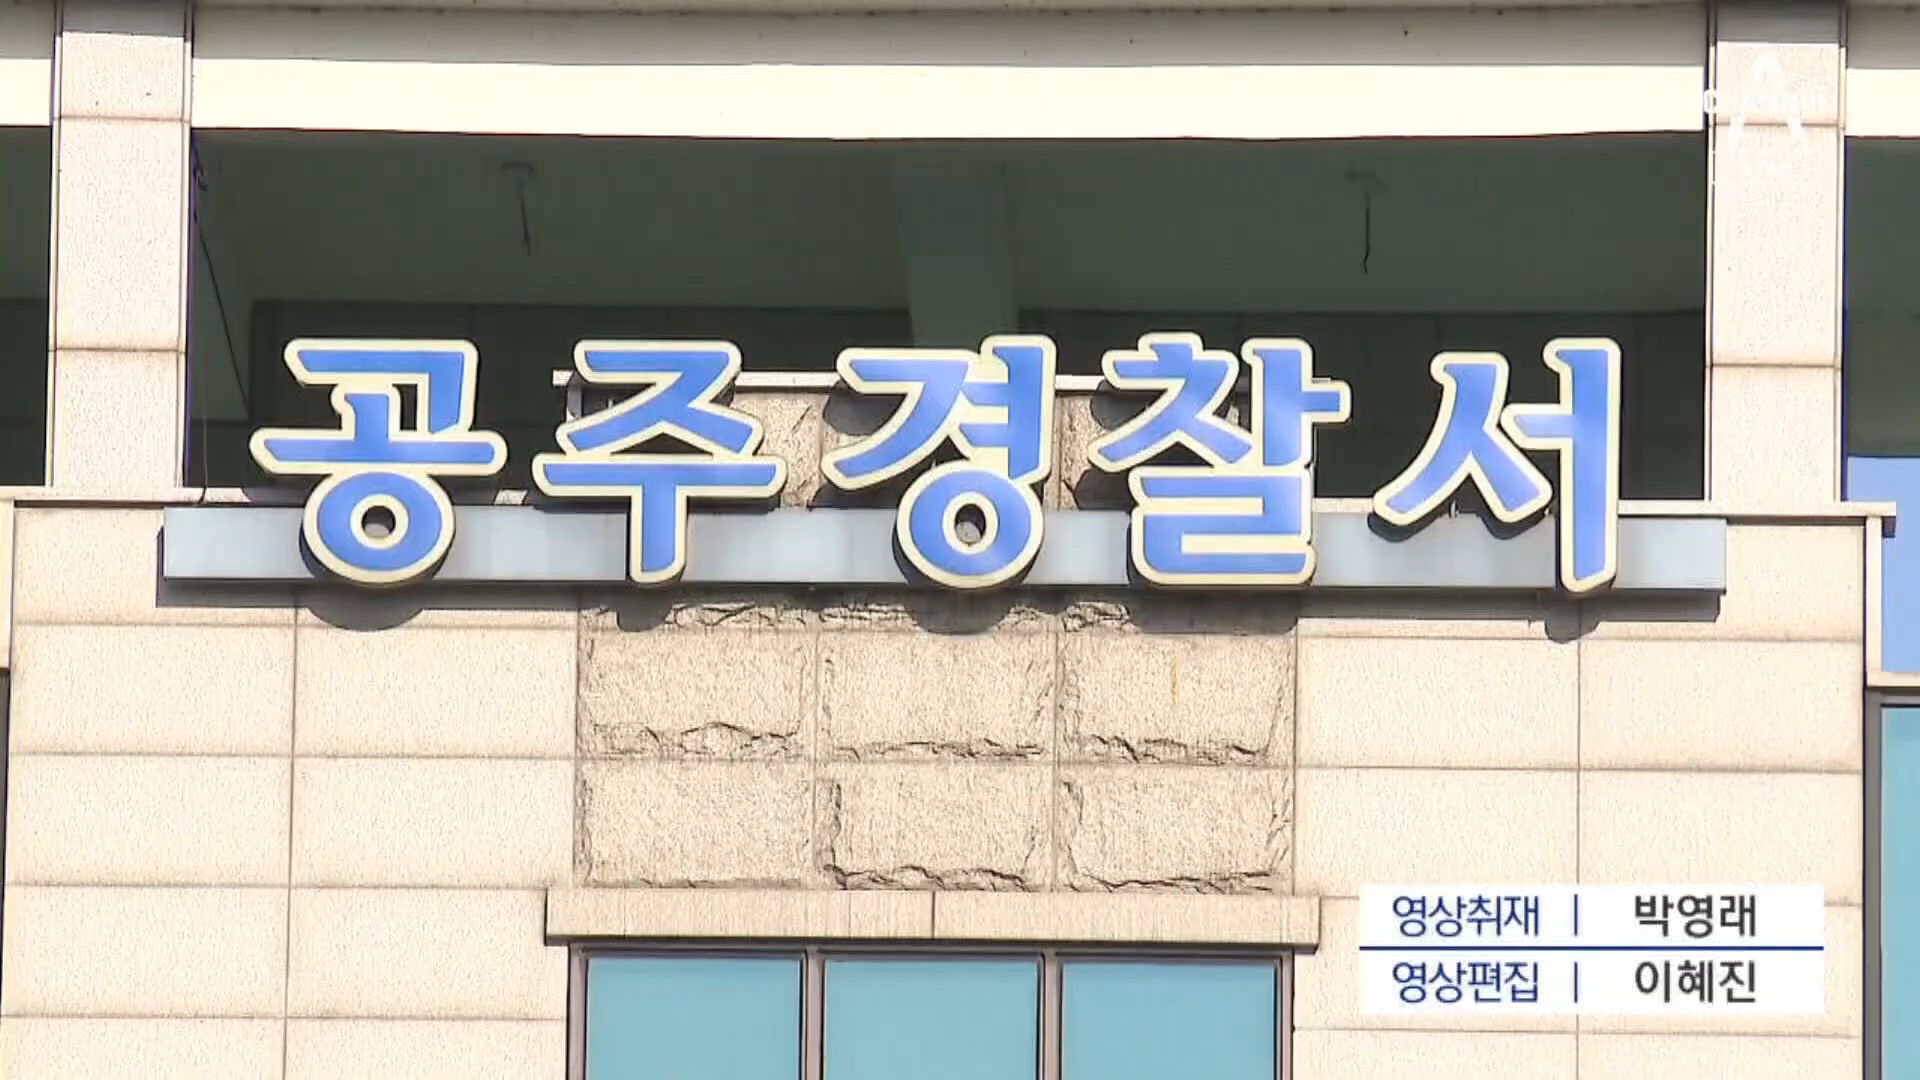 공주경찰서
영상취재 | 박영래
영상편집 | 이혜진